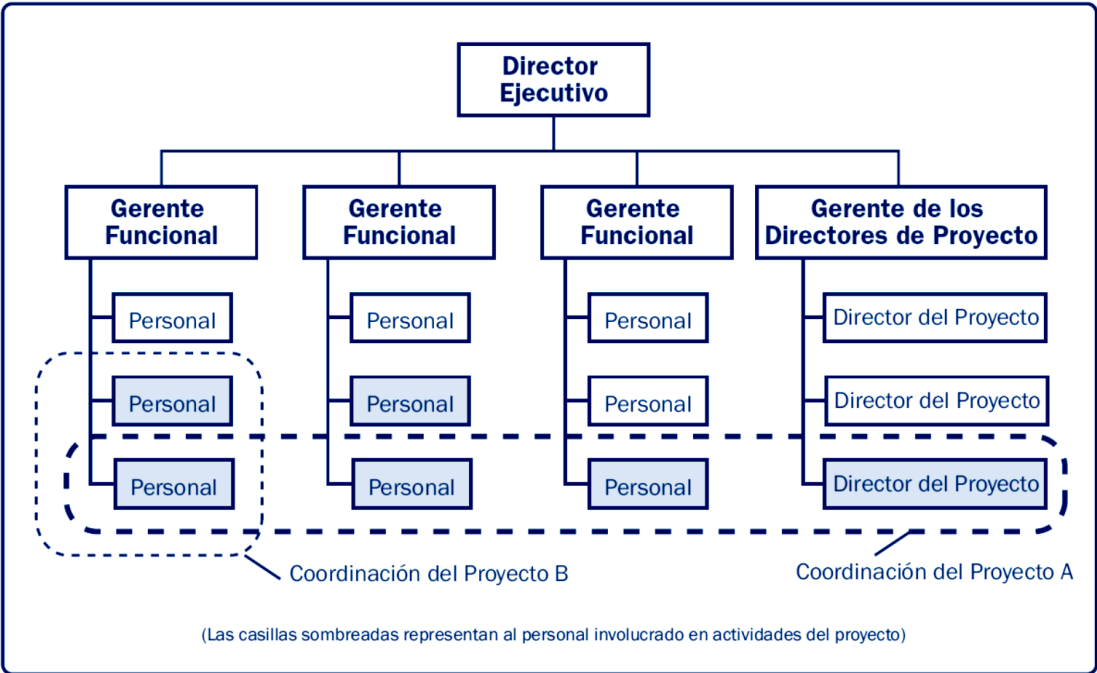 Director
Ejecutivo
Gerente
Funcional
Gerente
Funcional
Gerente
Funcional
Gerente de los
Directores de Proyecto
Personal
Personal
Personal
Director del Proyecto
Personal
Personal
Personal
Director del Proyecto
Personal
Personal
Personal
Director del Proyecto
Coordinación del Proyecto B
Coordinación del Proyecto A
(Las casillas sombreadas representan al personal involucrado en actividades del proyecto)